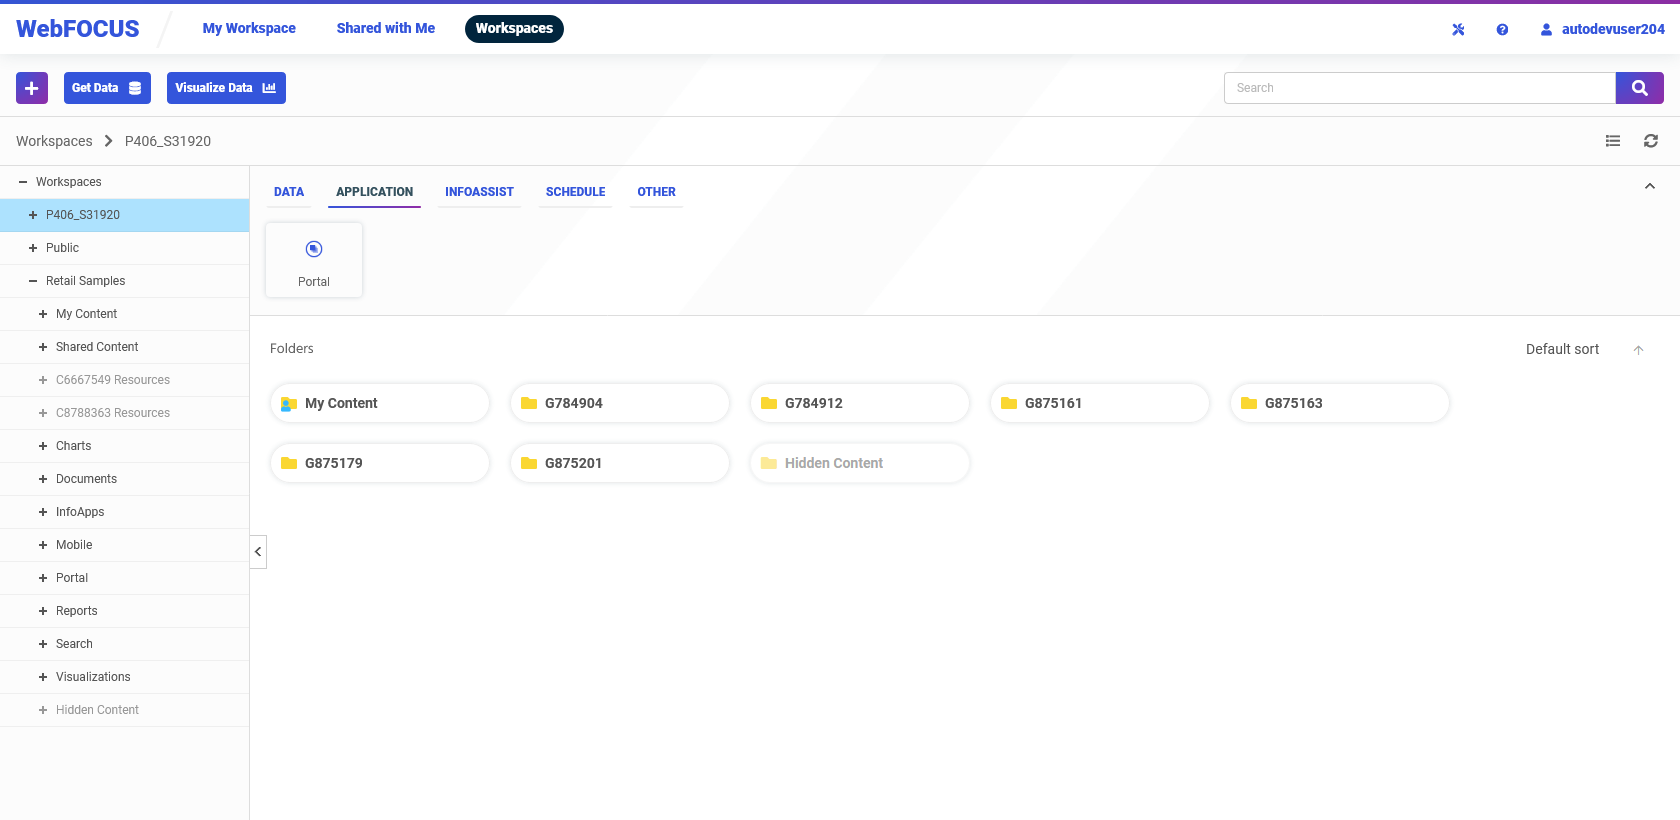 WebFOCUS
My Workspace
Shared with Me
Workspaces
autodevuser204
Get Data
Visualize Data
Search
Workspaces
P406_S31920
Workspaces
P406_S31920
Public
Retail Samples
My Content
Shared Content
C6667549 Resources
C8788363 Resources
Charts
Documents
InfoApps
Mobile
Portal
Reports
Search
Visualizations
Hidden Content
DATA
APPLICATION
INFOASSIST
SCHEDULE
OTHER
Portal
Folders
Default sort
My Content
G784904
G784912
G875161
G875163
G875179
G875201
Hidden Content